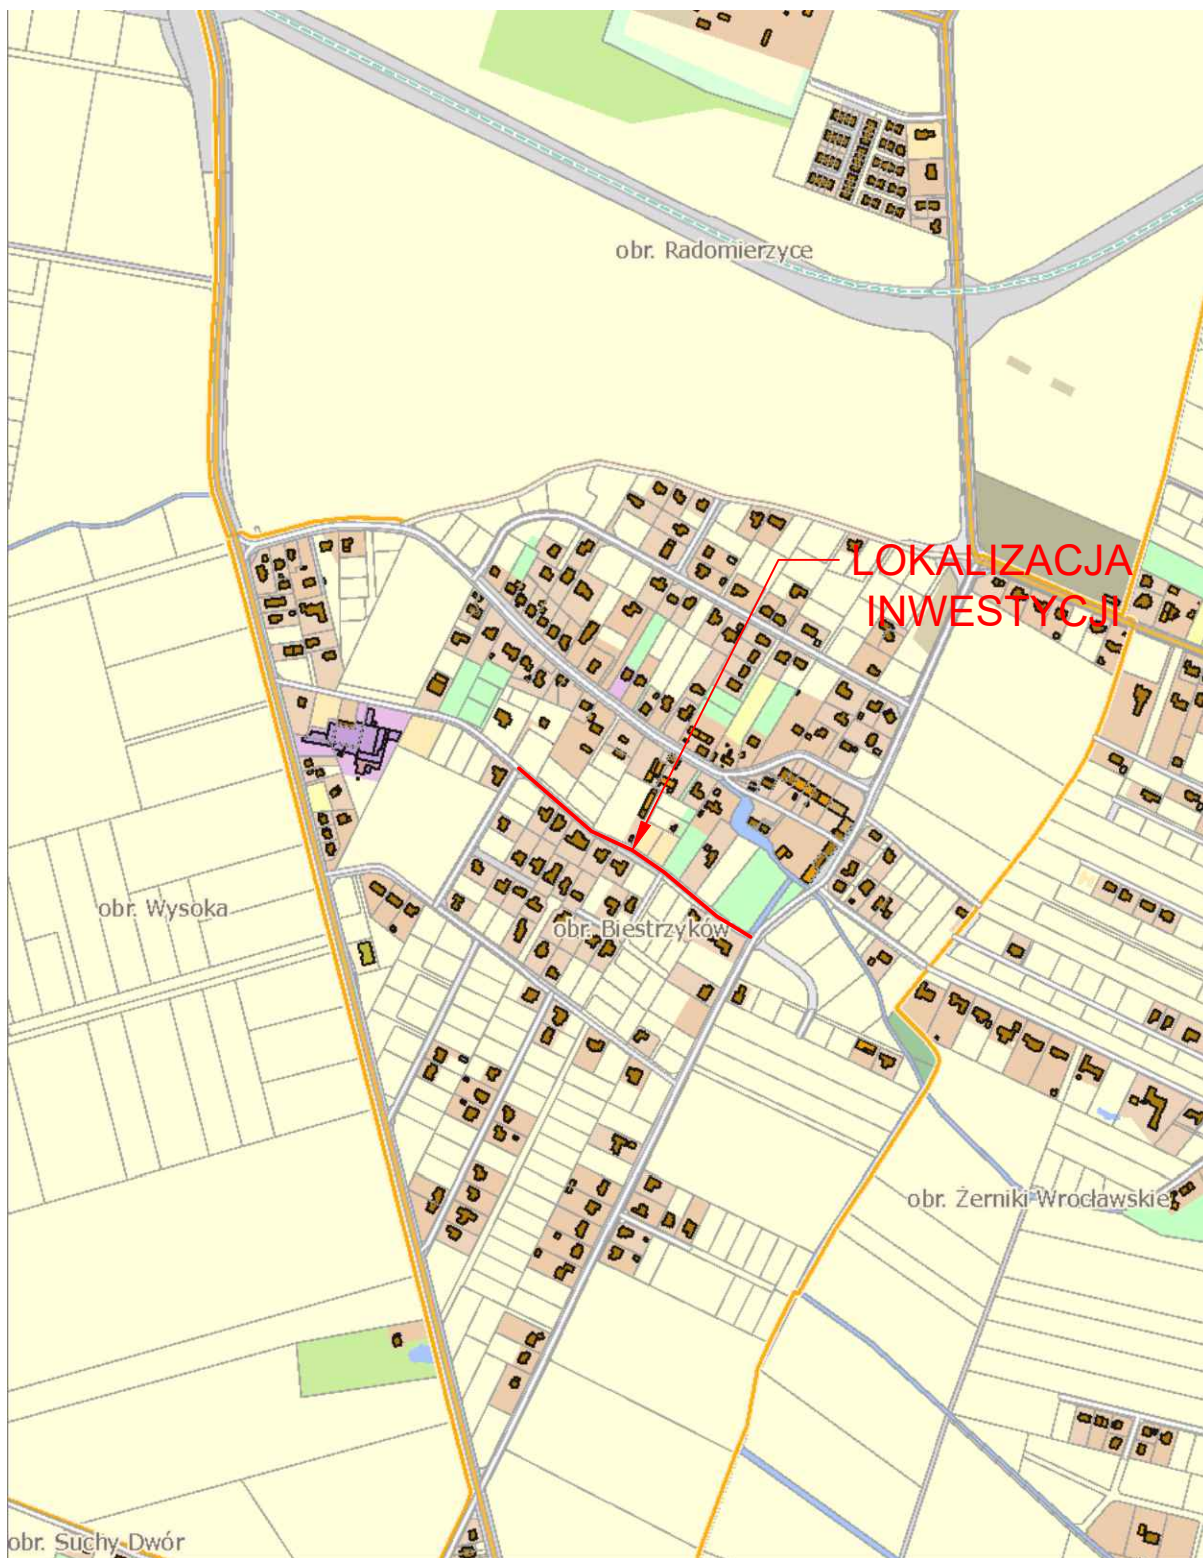 obr. Radomierzyce
LOKALIZACJA
INWESTYCJI
obr. Wysoka
obr. Biestrzyków
obr. Żerniki Wrocławskie
obr. Suchy Dwór